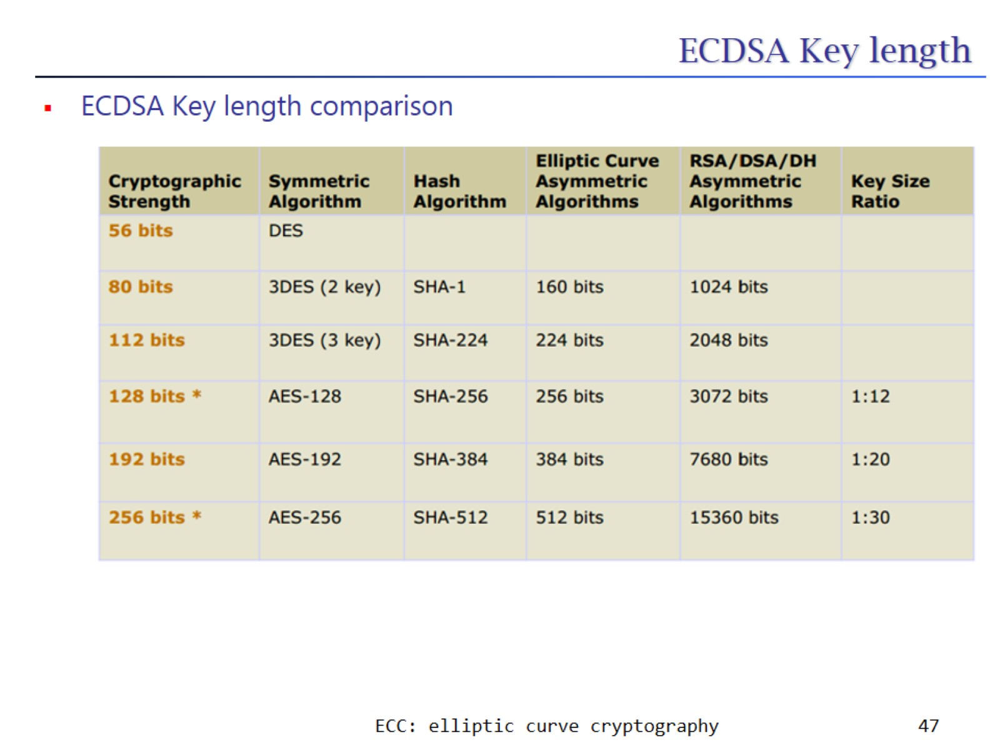 ECDSA Key length
▪ ECDSA Key length comparison
Cryptographic Strength | Symmetric Algorithm | Hash Algorithm | Elliptic Curve Asymmetric Algorithms | RSA/DSA/DH Asymmetric Algorithms | Key Size Ratio
56 bits | DES | | | |
80 bits | 3DES (2 key) | SHA-1 | 160 bits | 1024 bits |
112 bits | 3DES (3 key) | SHA-224 | 224 bits | 2048 bits |
128 bits * | AES-128 | SHA-256 | 256 bits | 3072 bits | 1:12
192 bits | AES-192 | SHA-384 | 384 bits | 7680 bits | 1:20
256 bits * | AES-256 | SHA-512 | 512 bits | 15360 bits | 1:30
ECC: elliptic curve cryptography
47